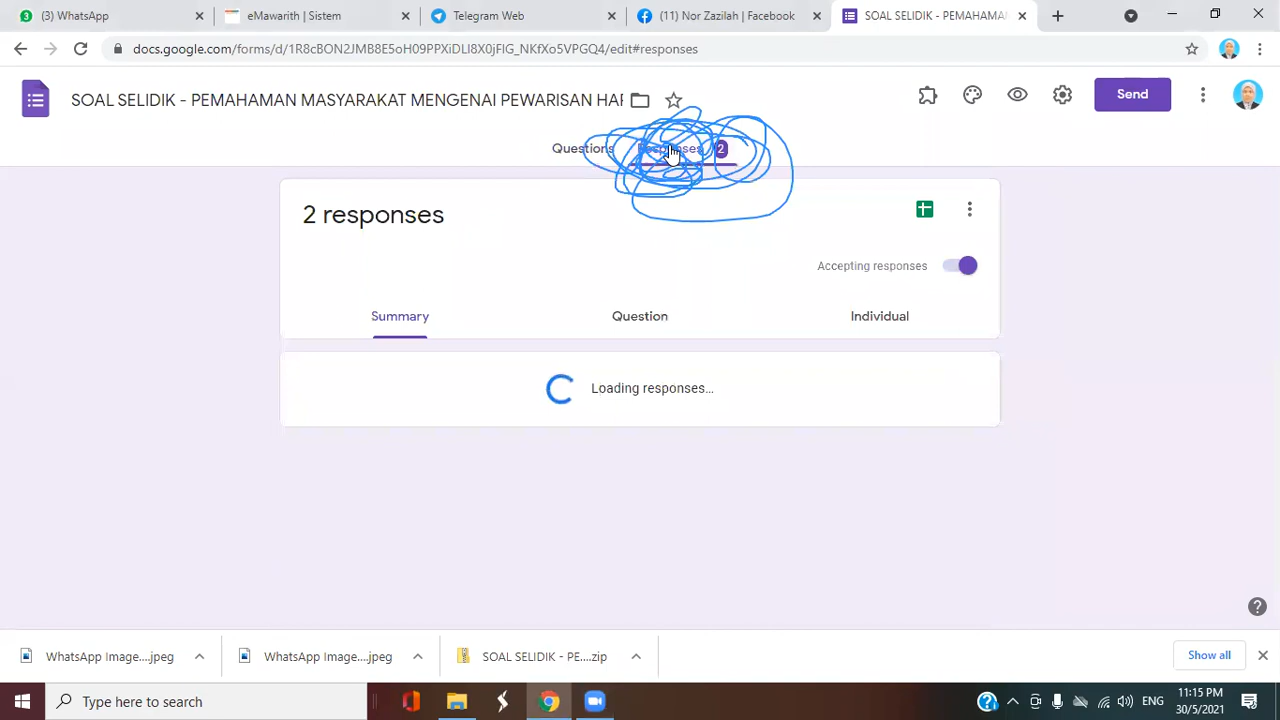 (3) WhatsApp
eMawarith | Sistem
Telegram Web
(11) Nor Zazilah | Facebook
SOAL SELIDIK - PEMAHAMA
docs.google.com/forms/d/1R8cBON2JMB8E5oH09PPXiDLl8X0jFlG_NKfXo5VPGQ4/edit#responses
SOAL SELIDIK - PEMAHAMAN MASYARAKAT MENGENAI PEWARISAN HAR
Send
Questions
Responses
2
2 responses
Accepting responses
Summary
Question
Individual
Loading responses...
WhatsApp Image....jpeg
WhatsApp Image....jpeg
SOAL SELIDIK - PE....zip
Show all
Type here to search
ENG
11:15 PM
30/5/2021